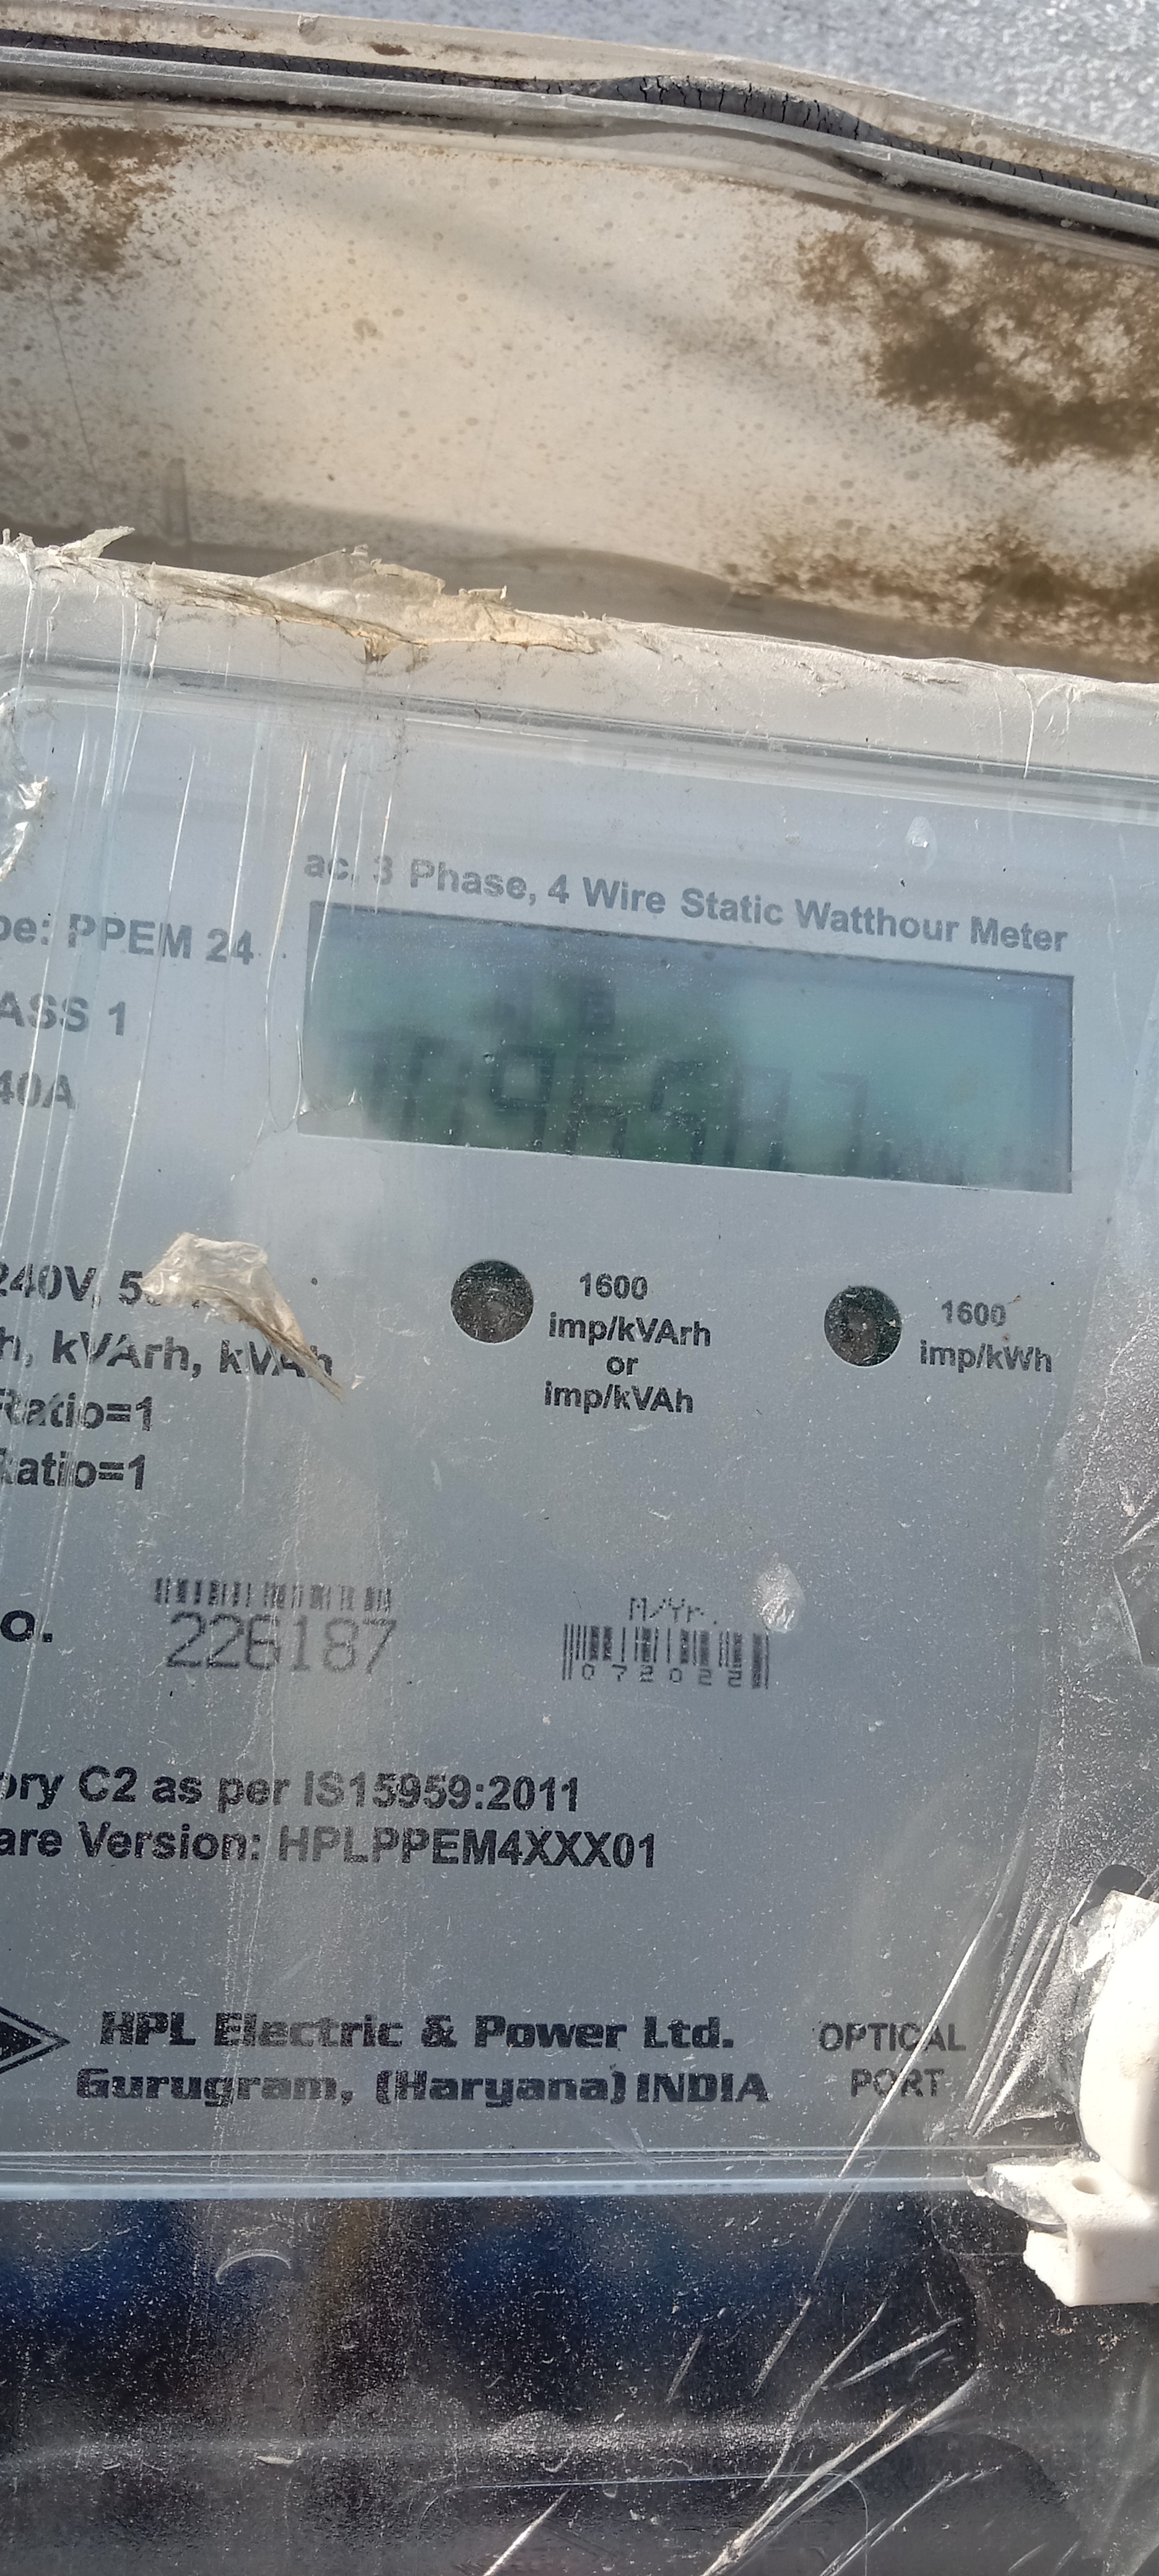 ac. 3 Phase, 4 Wire Static Watthour Meter
pe: PPEM 24
ASS 1
40A
240V, 5
h, kVArh, kVAh
Ratio=1
Ratio=1
1600
imp/kVArh
or
imp/kVAh
1600
imp/kWh
o.
226187
M/Yr.
072022
ory C2 as per IS15959:2011
are Version: HPLPPEM4XXX01
HPL Electric & Power Ltd.
Gurugram, (Haryana) INDIA
OPTICAL
PORT